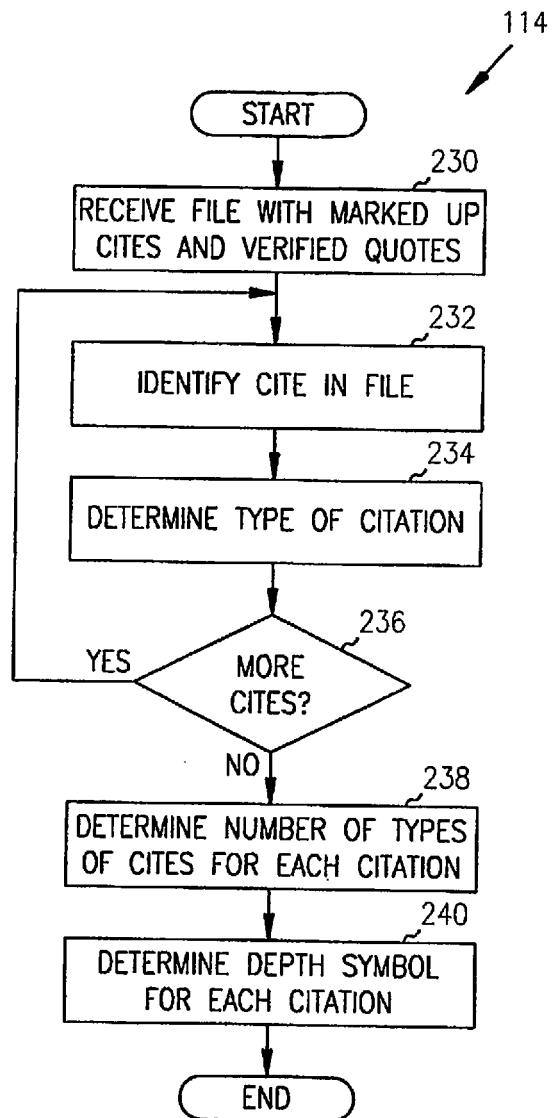 114
START
230
RECEIVE FILE WITH MARKED UP
CITES AND VERIFIED QUOTES
232
IDENTIFY CITE IN FILE
234
DETERMINE TYPE OF CITATION
236
YES
MORE
CITES?
NO
238
DETERMINE NUMBER OF TYPES
OF CITES FOR EACH CITATION
240
DETERMINE DEPTH SYMBOL
FOR EACH CITATION
END